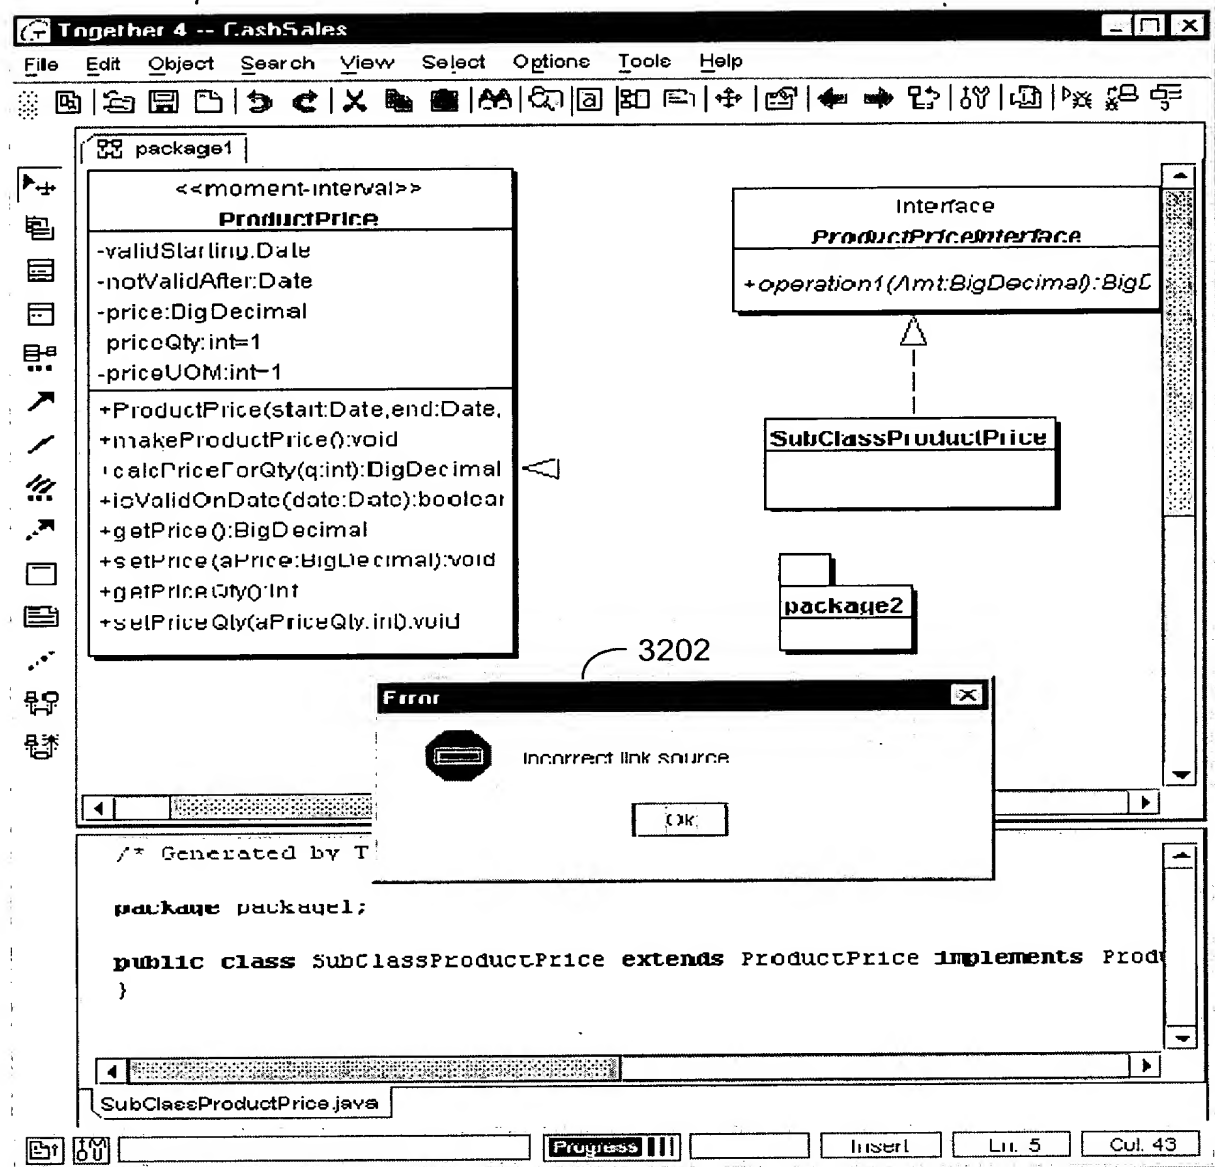 Together 4 -- CashSales
File Edit Object Search View Select Options Tools Help
package1
<<moment-interval>>
ProductPrice
-validStarting:Date
-notValidAfter:Date
-price:BigDecimal
priceQty:int=1
-priceUOM:int=1
+ProductPrice(start:Date,end:Date,
+makeProductPrice():void
+calcPriceForQty(q:int):BigDecimal
+isValidOnDate(date:Date):boolear
+getPrice():BigDecimal
+setPrice(aPrice:BigDecimal):void
+getPriceQty():int
+setPriceQty(aPriceQty:int):void
Interface
ProductPriceInterface
+operation1(Amt:BigDecimal):BigD
SubClassProductPrice
package2
3202
Error
Incorrect link source
Ok
/* Generated by T
package package1;
public class SubClassProductPrice extends ProductPrice implements Produ
}
SubClassProductPrice.java
Progress
Insert
Ln. 5
Col. 43